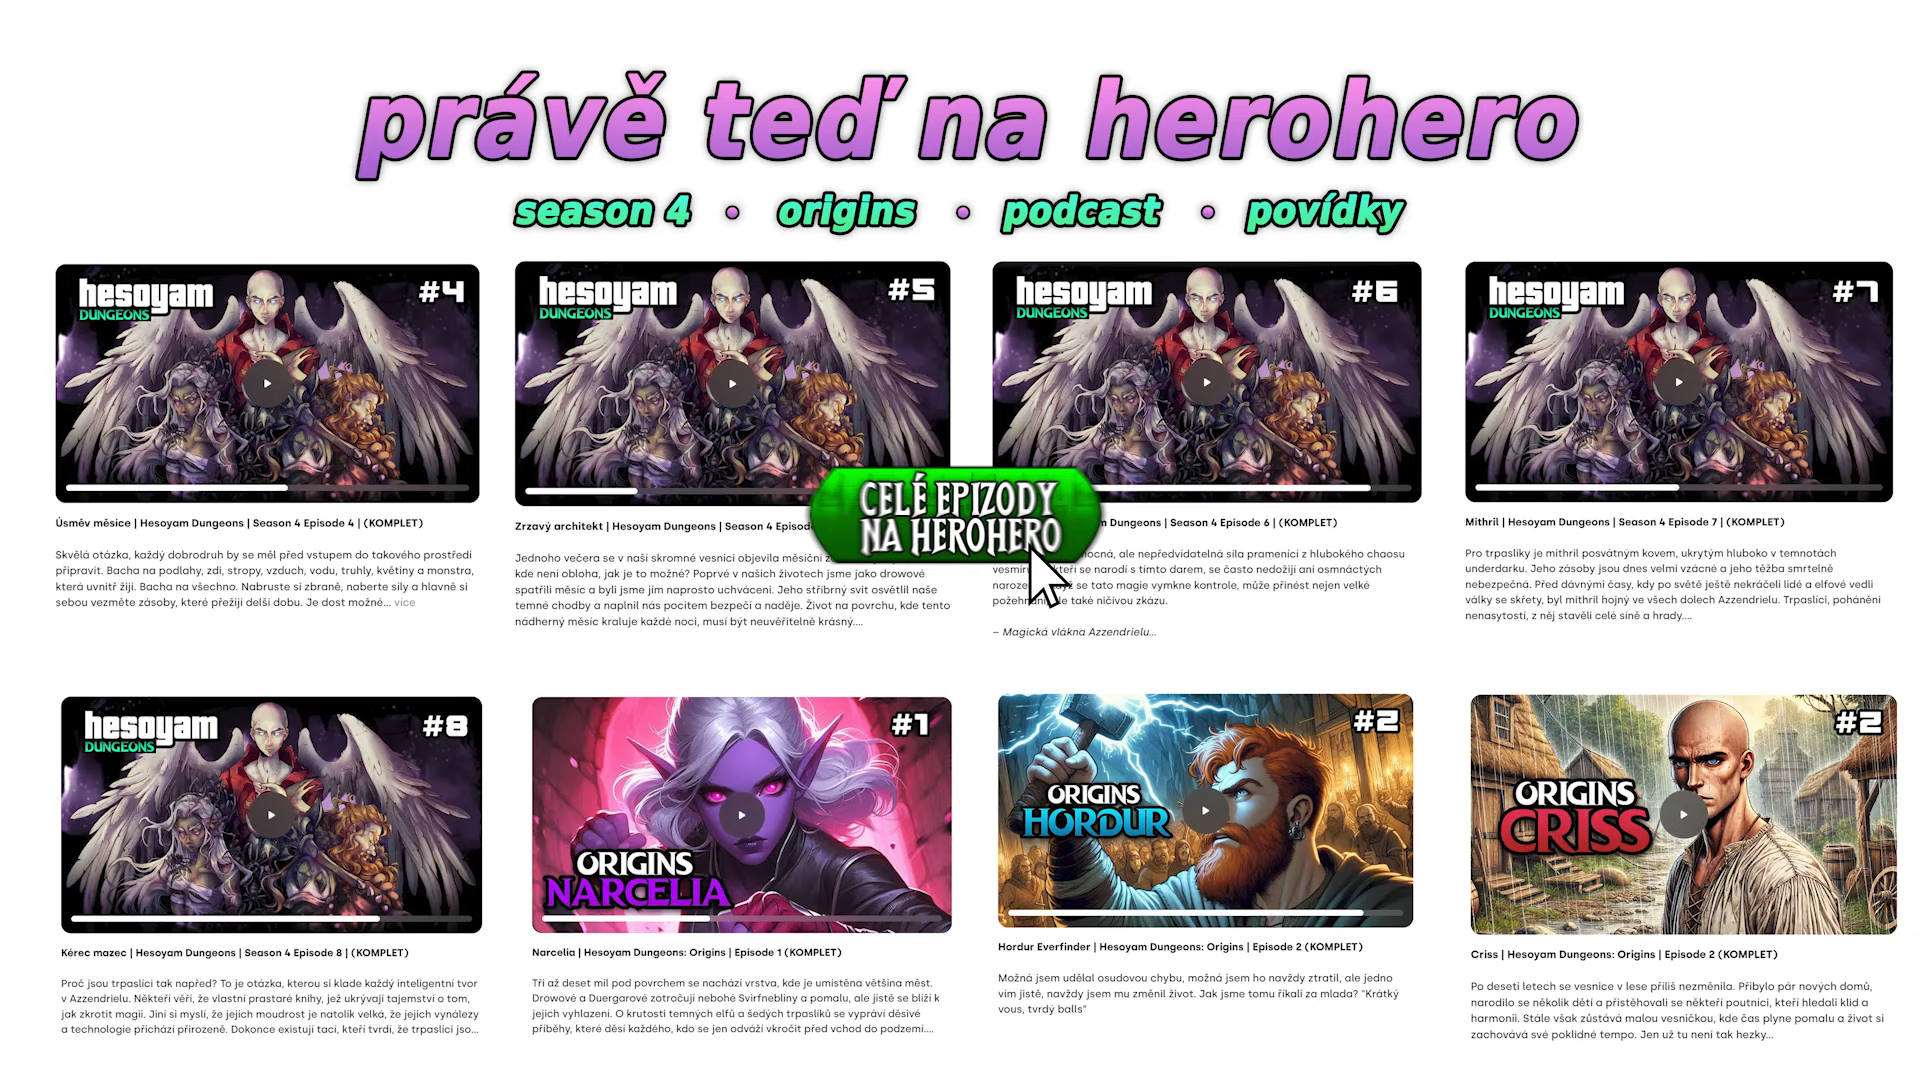 právě teď na herohero
season 4 • origins • podcast • povídky
hesoyam
DUNGEONS
#4
Úsměv měsíce | Hesoyam Dungeons | Season 4 Episode 4 | (KOMPLET)
Skvělá otázka, každý dobrodruh by se měl před vstupem do takového prostředí
připravit. Bacha na podlahy, zdi, stropy, vzduch, vodu, truhly, květiny a monstra,
která uvnitř žijí. Bacha na všechno. Nabruste si zbraně, naberte síly a hlavně si
sebou vezměte zásoby, které přežijí delší dobu. Je dost možné... více
hesoyam
DUNGEONS
#5
Zrzavý architekt | Hesoyam Dungeons | Season 4
Jednoho večera se v naší skromné vesnici objevila měsíční
kde není obloha, jak je to možné? Poprvé v našich životech jsme jako drowové
spatřili měsíc a byli jsme jím naprosto uchváceni. Jeho stříbrný svit osvětlil naše
temné chodby a naplnil nás pocitem bezpečí a naděje. Život na povrchu, kde tento
nádherný měsíc kraluje každé noci, musí být neuvěřitelně krásný....
hesoyam
DUNGEONS
#6
Dungeons | Season 4 Episode 6 | (KOMPLET)
ale nepředvídatelná síla pramenící z hlubokého chaosu
kteří se narodí s tímto darem, se často nedožijí ani osmnáctých
se tato magie vymkne kontrole, může přinést nejen velké
také ničivou zkázu.
– Magická vlákna Azzendrielu...
hesoyam
DUNGEONS
#7
Mithril | Hesoyam Dungeons | Season 4 Episode 7 | (KOMPLET)
Pro trpaslíky je mithril posvátným kovem, ukrytým hluboko v temnotách
underdarku. Jeho zásoby jsou dnes velmi vzácné a jeho těžba smrtelně
nebezpečná. Před dávnými časy, kdy po světě ještě nekráčeli lidé a elfové vedli
války se skřety, byl mithril hojný ve všech dolech Azzendrielu. Trpaslíci, poháněni
nenasytostí, z něj stavěli celé síně a hrady....
CELÉ EPIZODY
NA HEROHERO
hesoyam
DUNGEONS
#8
Kérec mazec | Hesoyam Dungeons | Season 4 Episode 8 | (KOMPLET)
Proč jsou trpaslíci tak napřed? To je otázka, kterou si klade každý inteligentní tvor
v Azzendrielu. Někteří věří, že vlastní prastaré knihy, jež ukrývají tajemství o tom,
jak zkrotit magii. Jiní si myslí, že jejich moudrost je natolik velká, že jejich vynálezy
a technologie přichází přirozeně. Dokonce existují tací, kteří tvrdí, že trpaslíci jso...
#1
ORIGINS
NARCELIA
Narcelia | Hesoyam Dungeons: Origins | Episode 1 (KOMPLET)
Tři až deset mil pod povrchem se nachází vrstva, kde je umístěna většina měst.
Drowové a Duergarové zotročují nebohé Svirfnebliny a pomalu, ale jistě se blíží k
jejich vyhlazení. O krutosti temných elfů a šedých trpaslíků se vypráví děsivé
příběhy, které děsí každého, kdo se jen odváží vkročit před vchod do podzemí....
#2
ORIGINS
HORDUR
Hordur Everfinder | Hesoyam Dungeons: Origins | Episode 2 (KOMPLET)
Možná jsem udělal osudovou chybu, možná jsem ho navždy ztratil, ale jedno
vím jistě, navždy jsem mu změnil život. Jak jsme tomu říkali za mlada? "Krátký
vous, tvrdý balls"
#2
ORIGINS
CRISS
Criss | Hesoyam Dungeons: Origins | Episode 2 (KOMPLET)
Po deseti letech se vesnice v lese příliš nezměnila. Přibylo pár nových domů,
narodilo se několik dětí a přistěhovali se někteří poutníci, kteří hledali klid a
harmonii. Stále však zůstává malou vesničkou, kde čas plyne pomalu a život si
zachovává své poklidné tempo. Jen už tu není tak hezky...